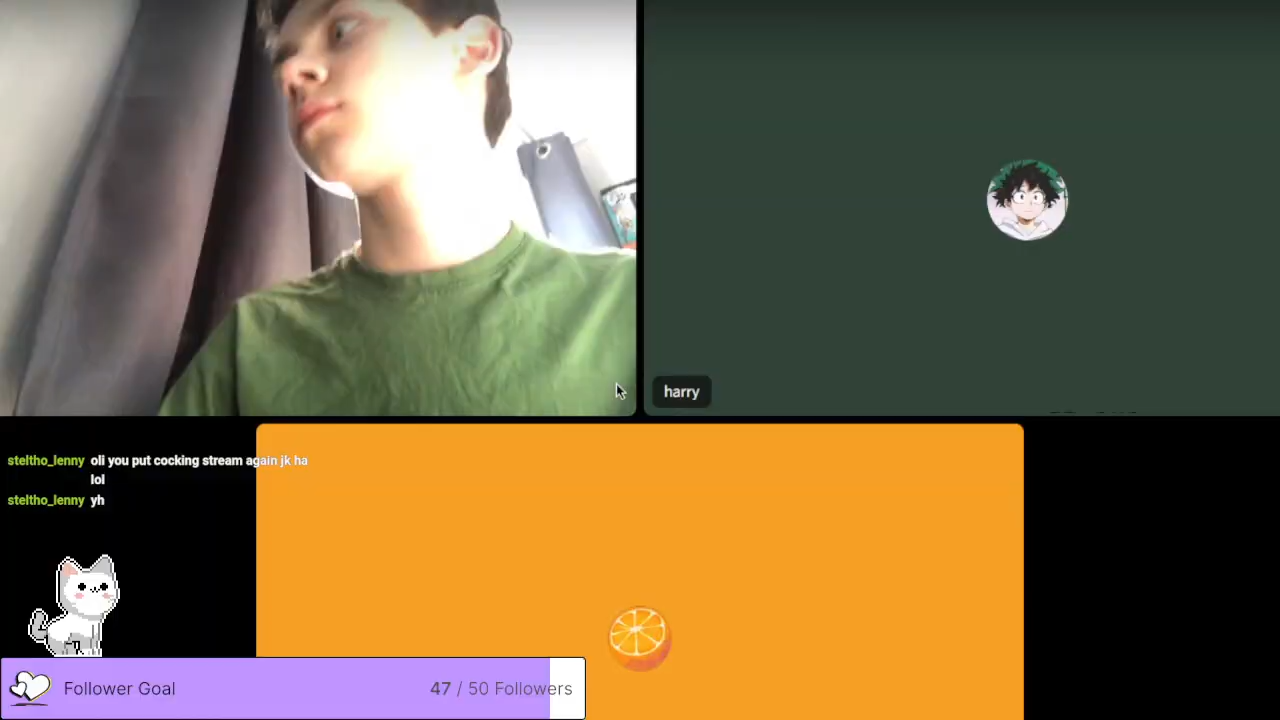 harry
steltho_lenny oli you put cocking stream again jk ha
lol
steltho_lenny yh
Follower Goal 47 / 50 Followers